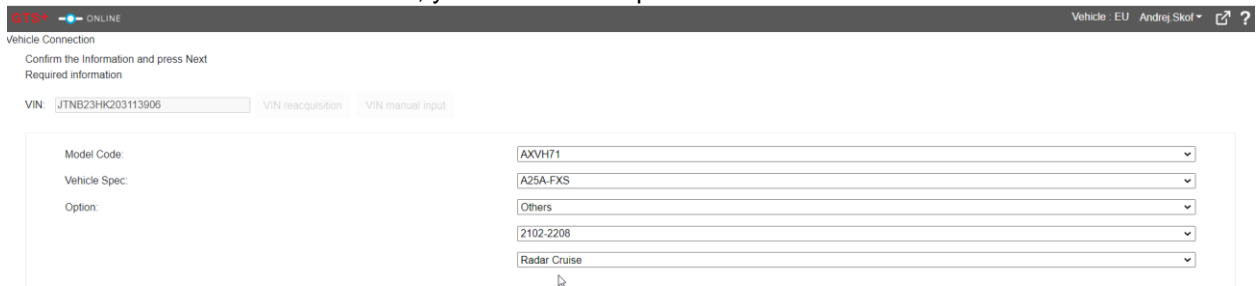 GTS+ ONLINE Vehicle : EU Andrej.Skof ?
Vehicle Connection
Confirm the Information and press Next
Required information
VIN: JTNB23HK203113906 VIN reacquisition VIN manual input
Model Code: AXVH71
Vehicle Spec: A25A-FXS
Option: Others
2102-2208
Radar Cruise